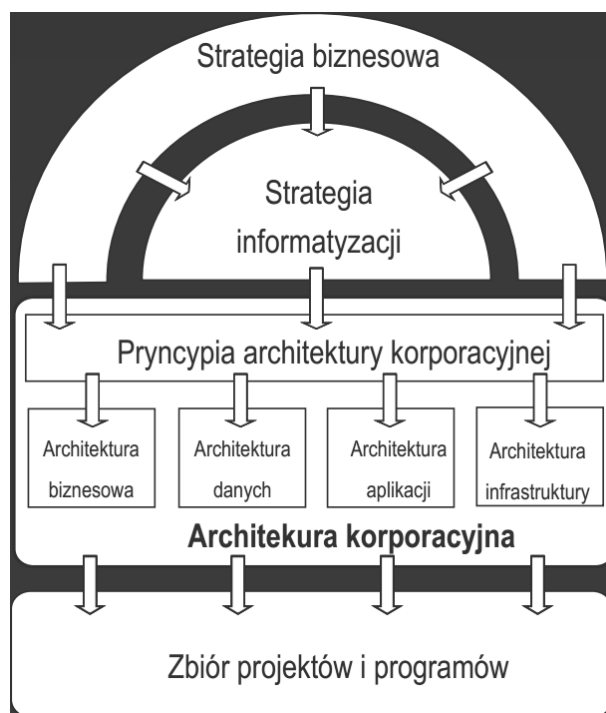 Strategia biznesowa
Strategia
informatyzacji
Pryncypia architektury korporacyjnej
Architektura
biznesowa
Architektura
danych
Architektura
aplikacji
Architektura
infrastruktury
Architekura korporacyjna
Zbiór projektów i programów